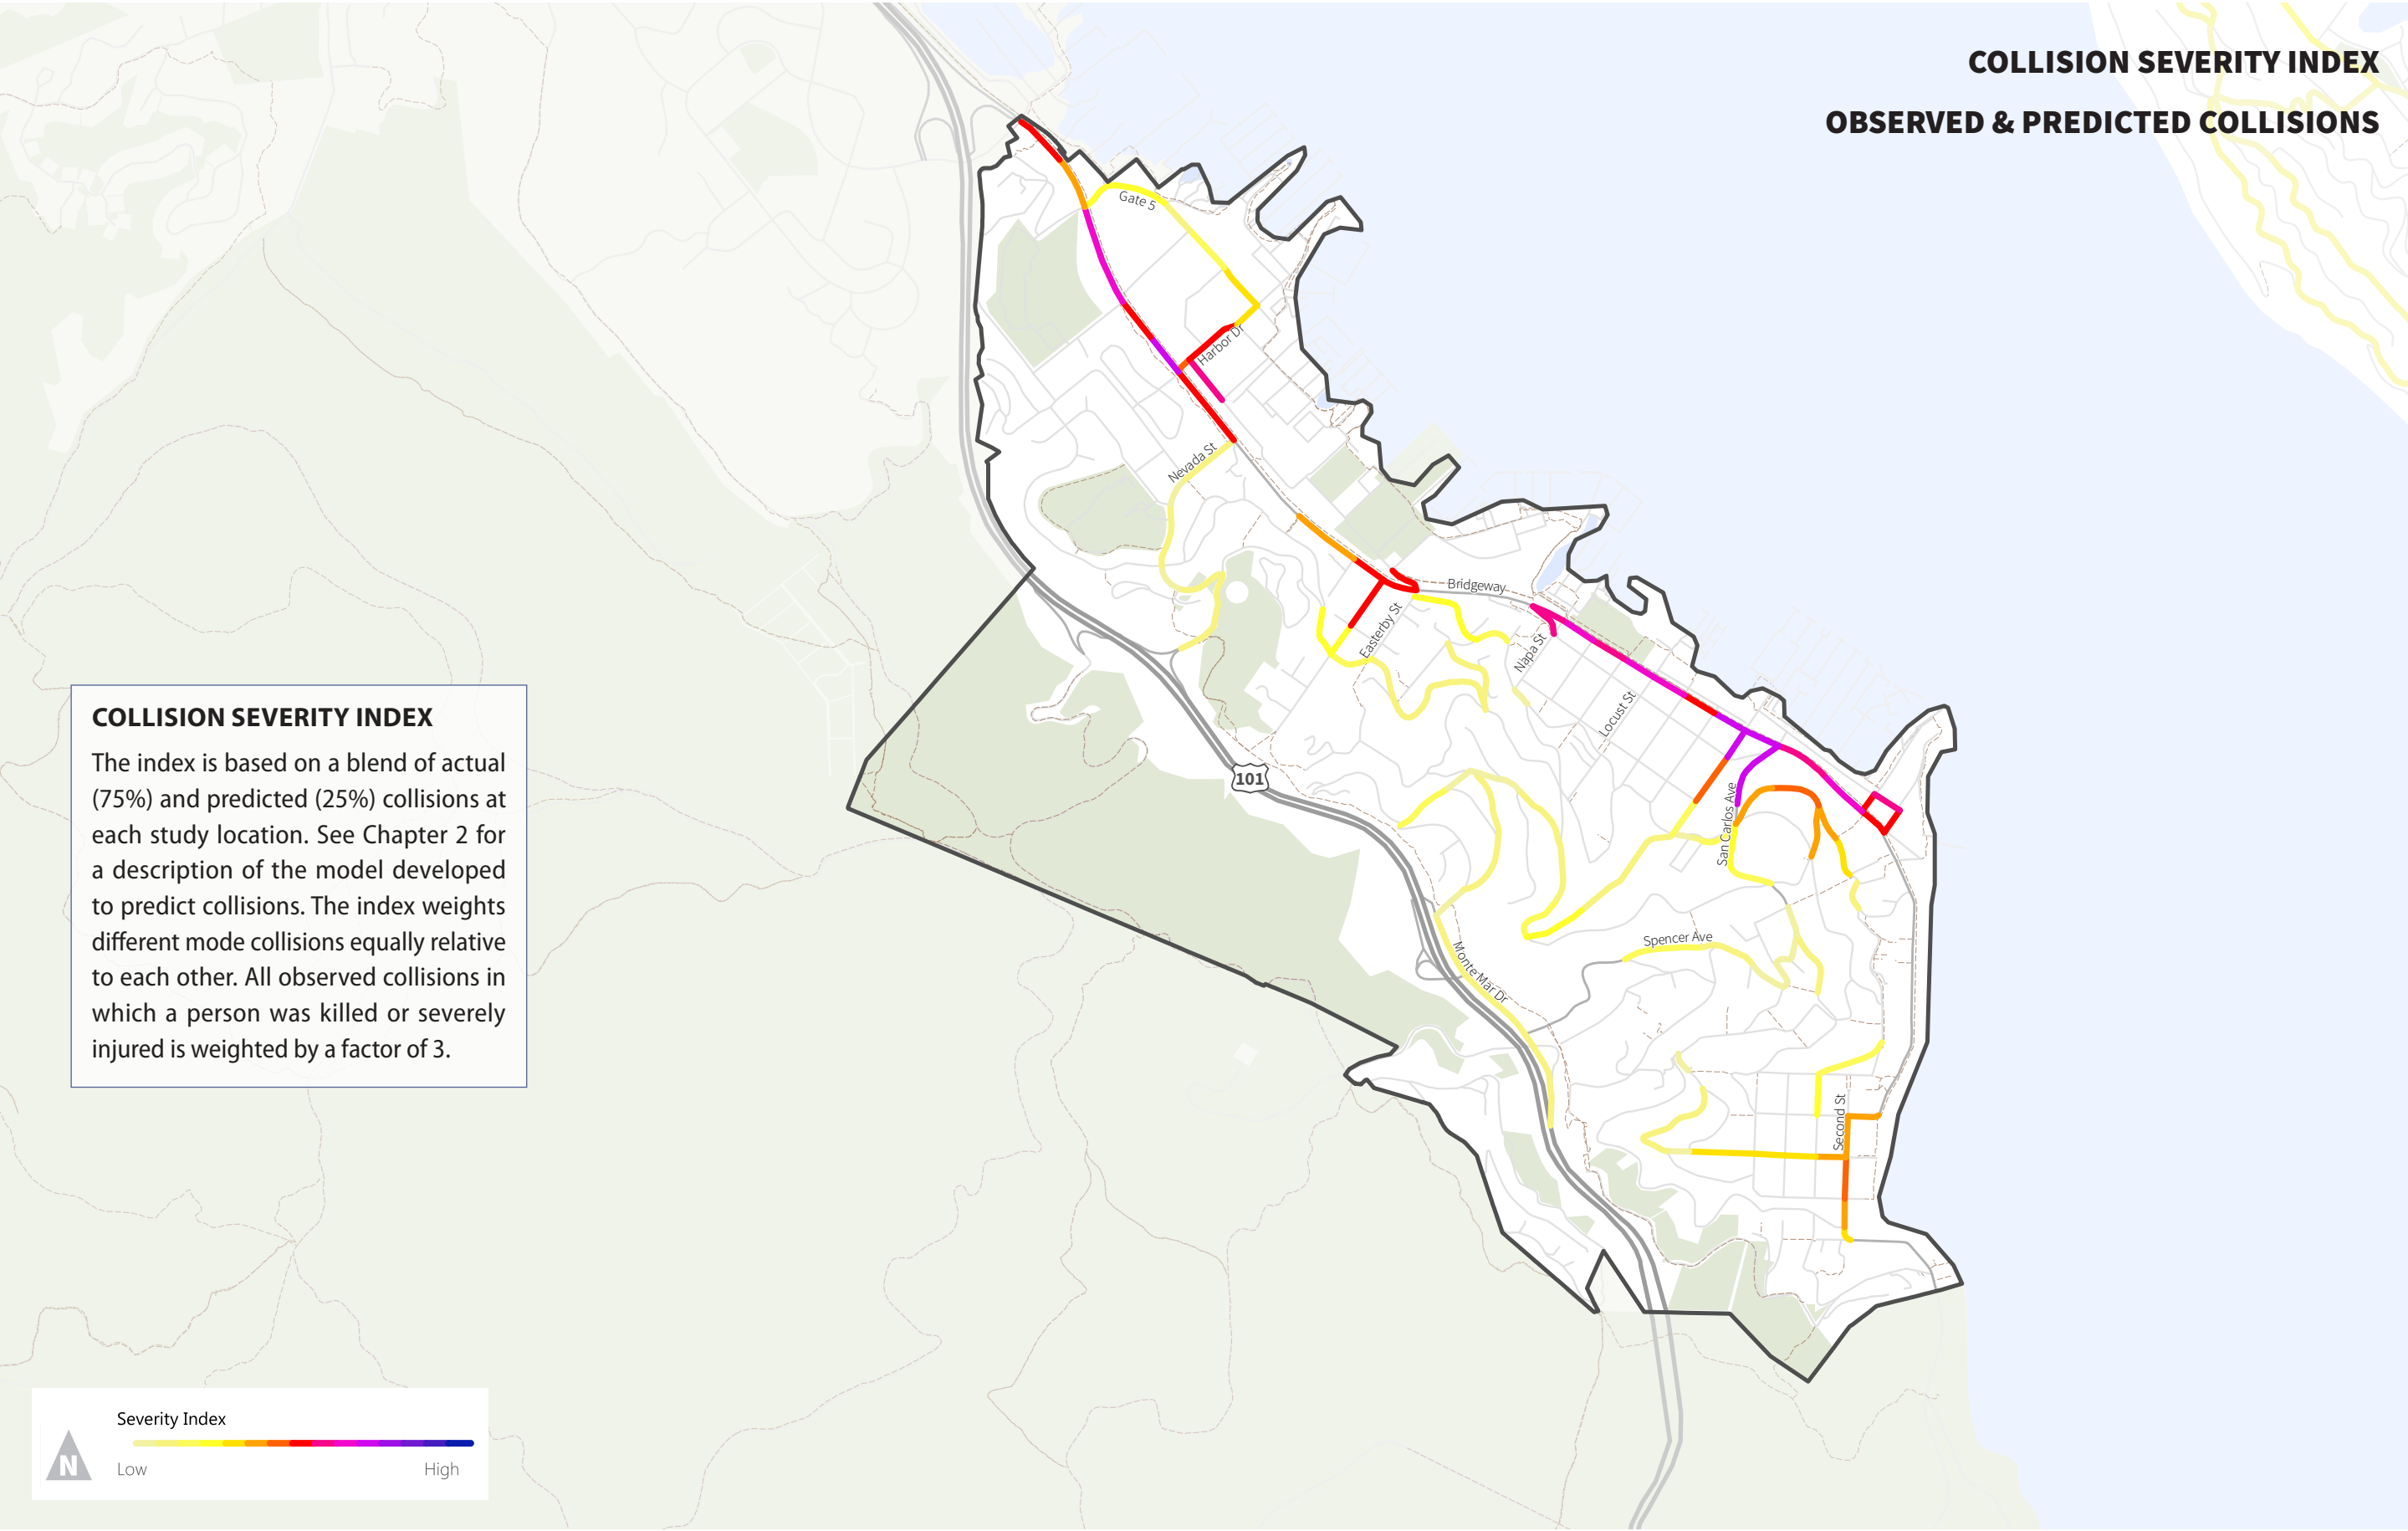 COLLISION SEVERITY INDEX
OBSERVED & PREDICTED COLLISIONS
Gate 5
Harbor Dr
Nevada St
Bridgeway
Easterby St
Napa St
Locust St
101
San Carlos Ave
Spencer Ave
Monte Mar Dr
Second St
COLLISION SEVERITY INDEX
The index is based on a blend of actual
(75%) and predicted (25%) collisions at
each study location. See Chapter 2 for
a description of the model developed
to predict collisions. The index weights
different mode collisions equally relative
to each other. All observed collisions in
which a person was killed or severely
injured is weighted by a factor of 3.
Severity Index
N
Low
High